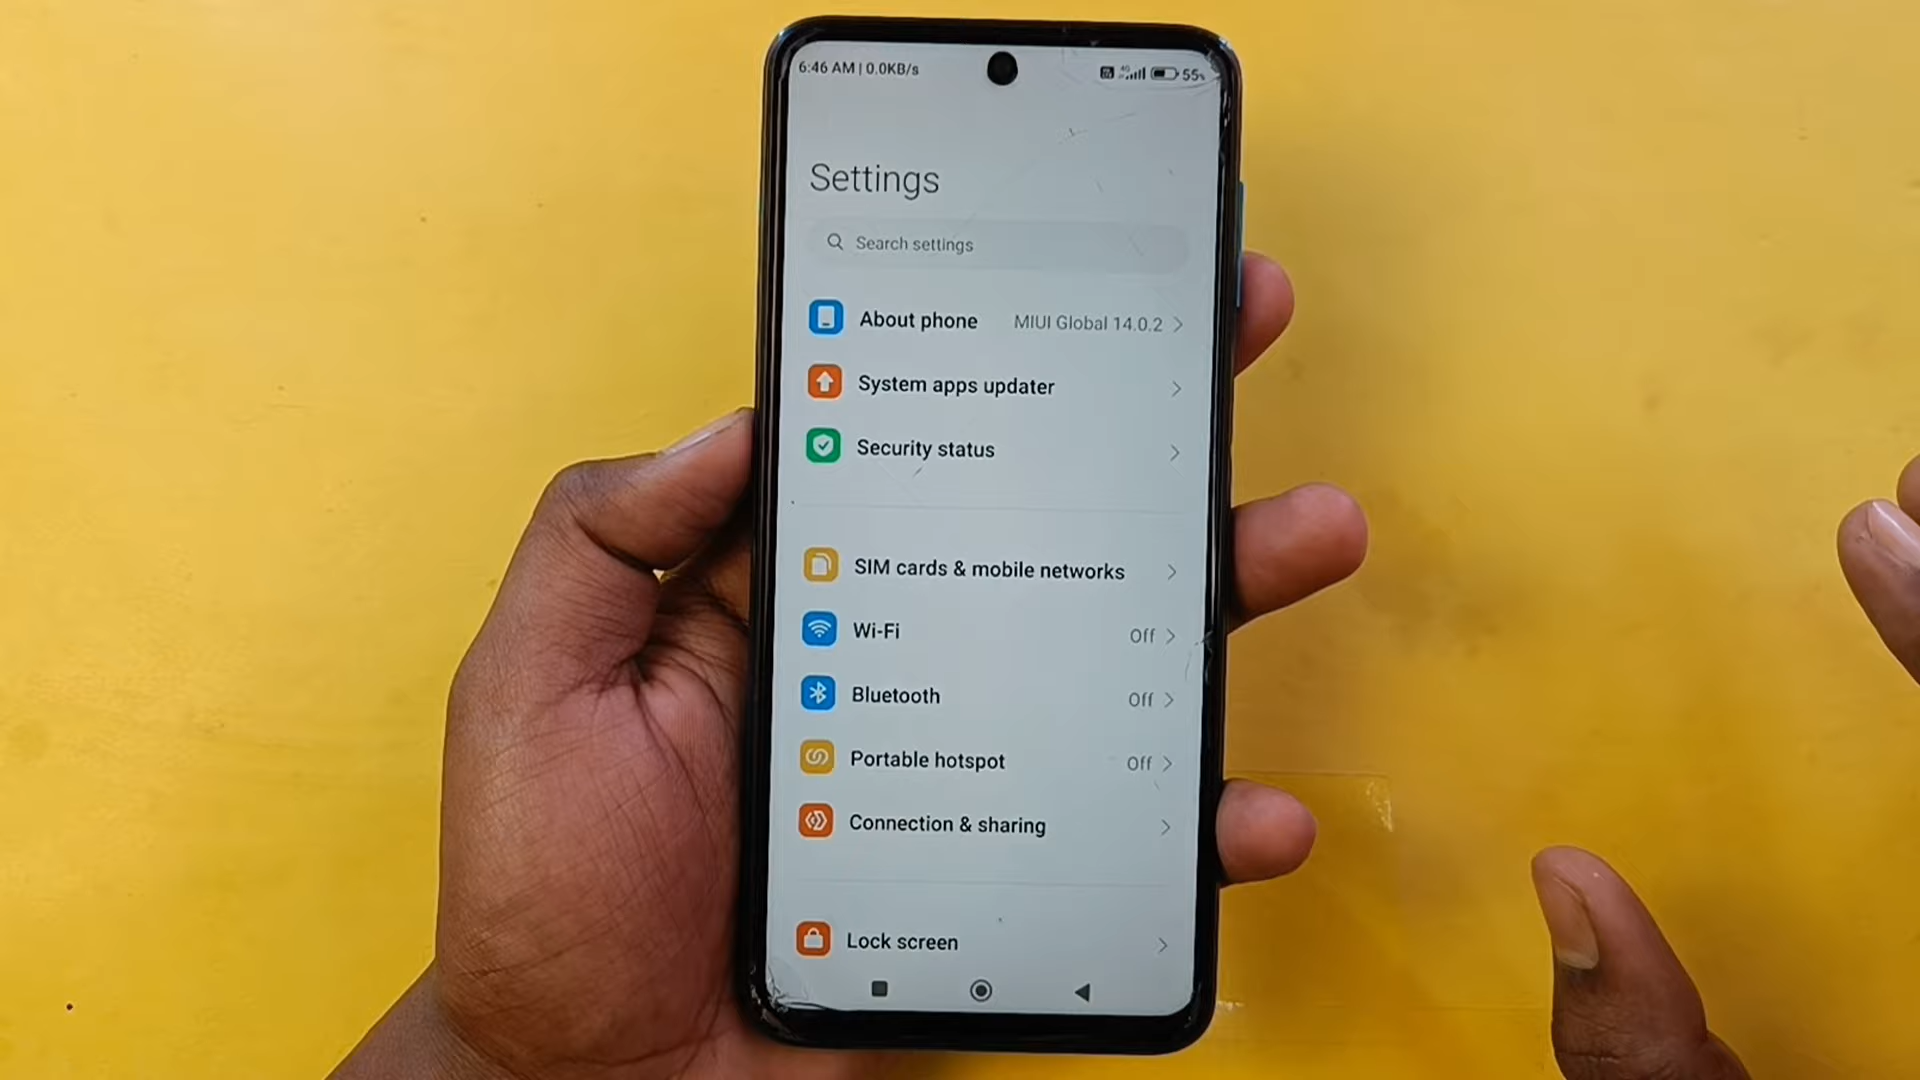 6:46 AM | 0.0KB/s 4G 55%
Settings
Search settings
About phone MIUI Global 14.0.2
System apps updater
Security status
SIM cards & mobile networks
Wi-Fi Off
Bluetooth Off
Portable hotspot Off
Connection & sharing
Lock screen